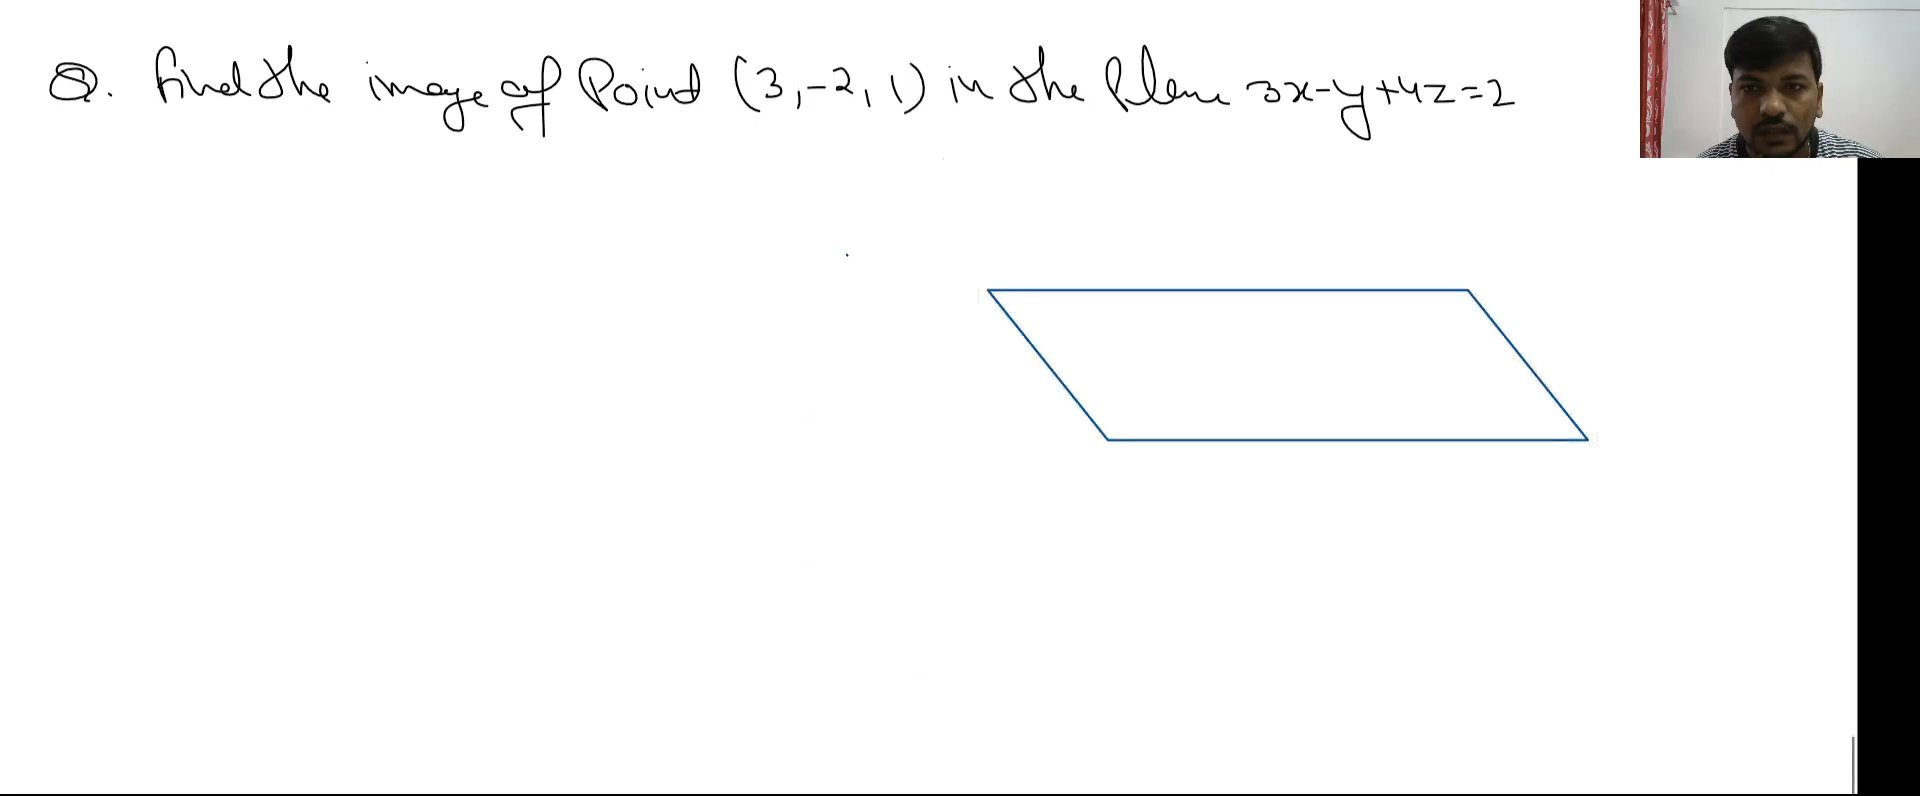 Q. find the image of Point (3,-2,1) in the Plane 3x-y+4z=2